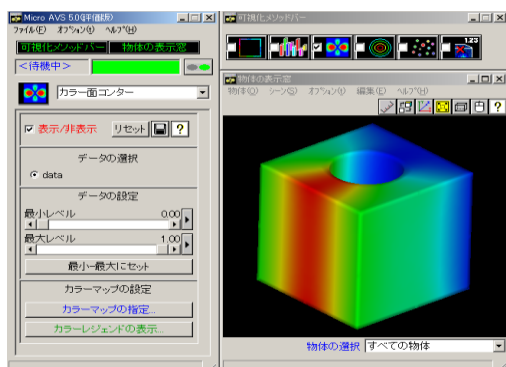 Micro AVS 5.0(評価版)
ファイル(F) オプション(t) ヘルプ(H)
可視化メソッドバー 物体の表示窓
<待機中>
カラー面コンター
表示/非表示 リセット ?
データの選択
data
データの設定
最小レベル 0.00
最大レベル 1.00
最小-最大にセット
カラーマップの設定
カラーマップの指定...
カラーレジェンドの表示...
可視化メソッドバー
1.23
物体の表示窓
物体(O) シーン(S) オプション(t) 編集(E) ヘルプ(H)
?
物体の選択 すべての物体